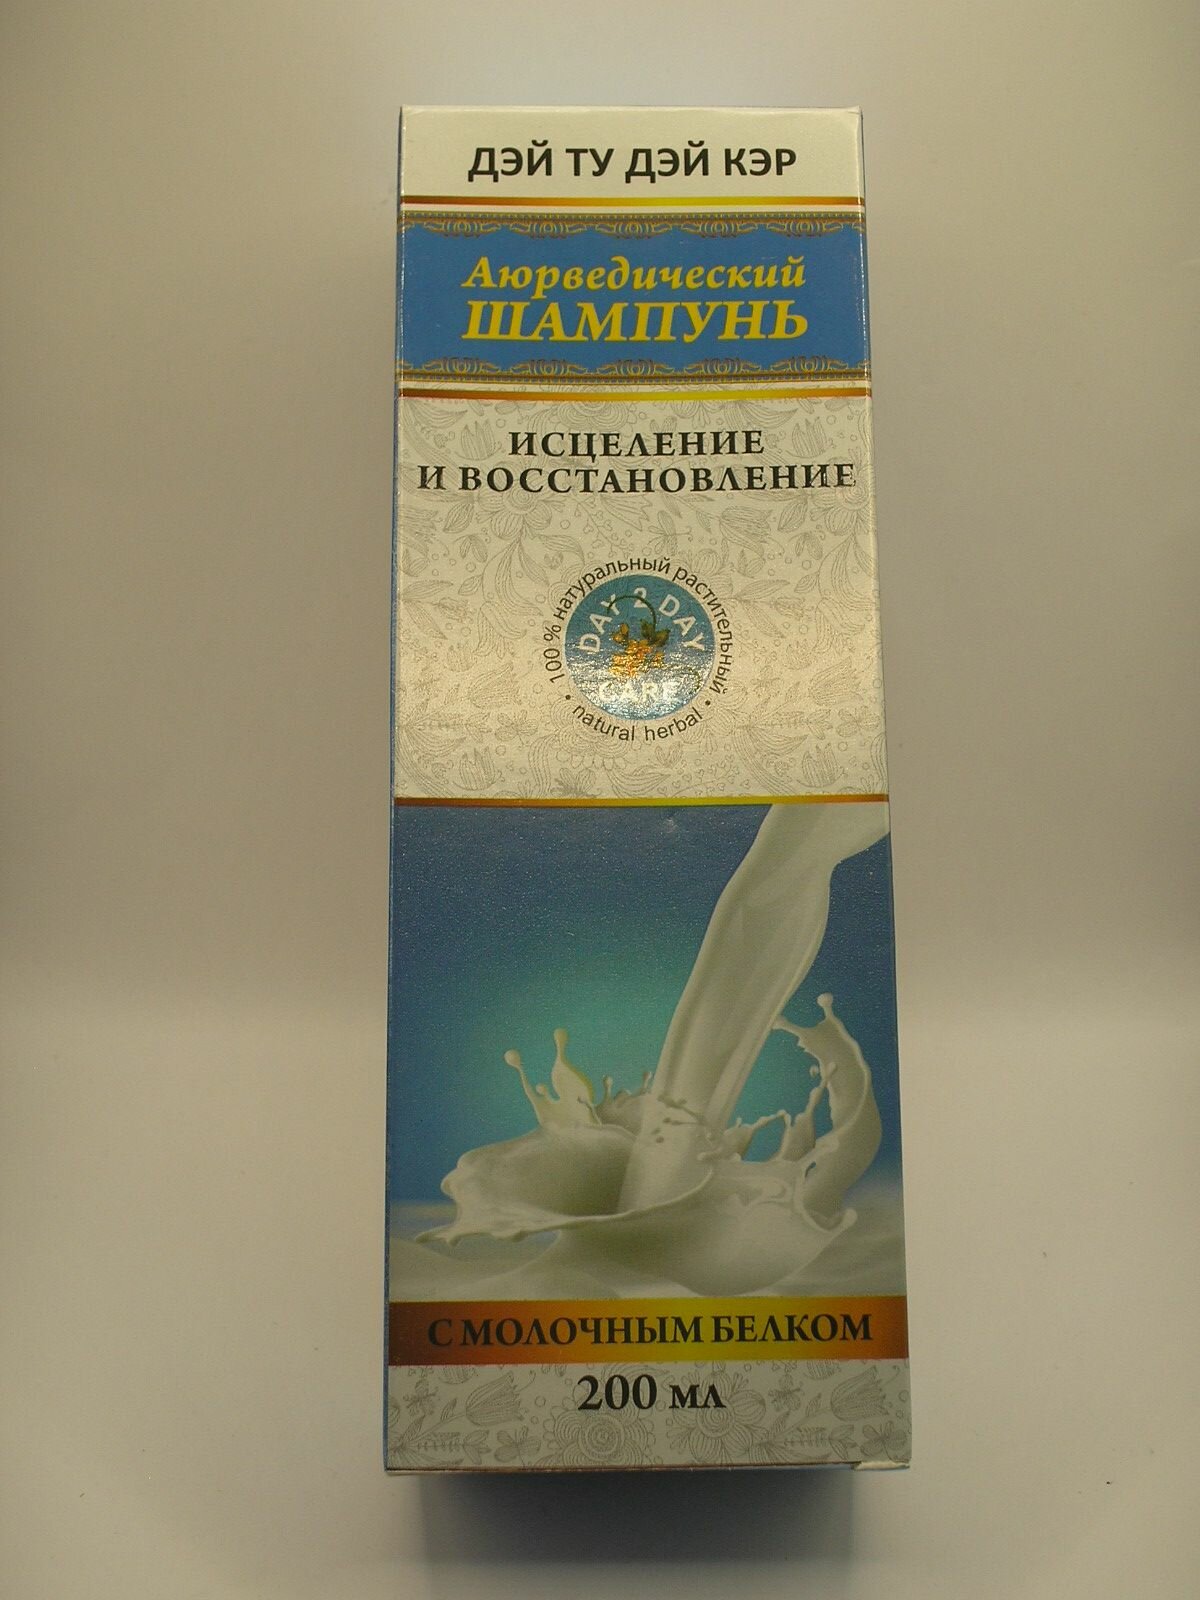 ДЭЙ ТУ ДЭЙ КЭР
Аюрведический
ШАМПУНЬ
ИСЦЕЛЕНИЕ
И ВОССТАНОВЛЕНИЕ
100 % натуральный растительный
DAY 2 DAY
CARE
• natural herbal •
С МОЛОЧНЫМ БЕЛКОМ
200 мл